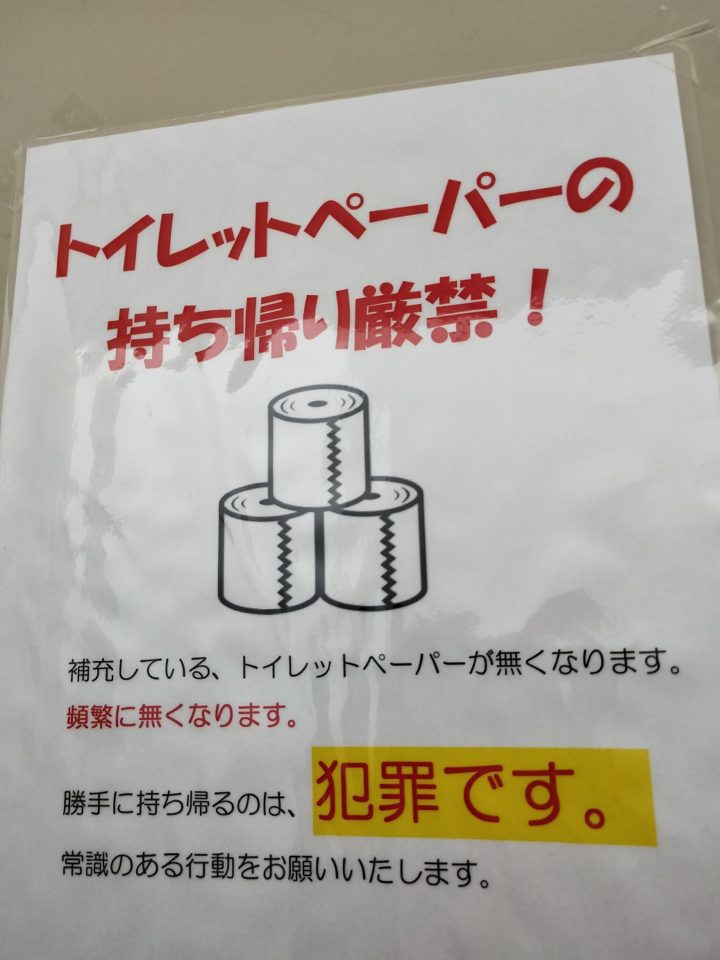 トイレットペーパーの
持ち帰り厳禁！
補充している、トイレットペーパーが無くなります。
頻繁に無くなります。
勝手に持ち帰るのは、犯罪です。
常識のある行動をお願いいたします。